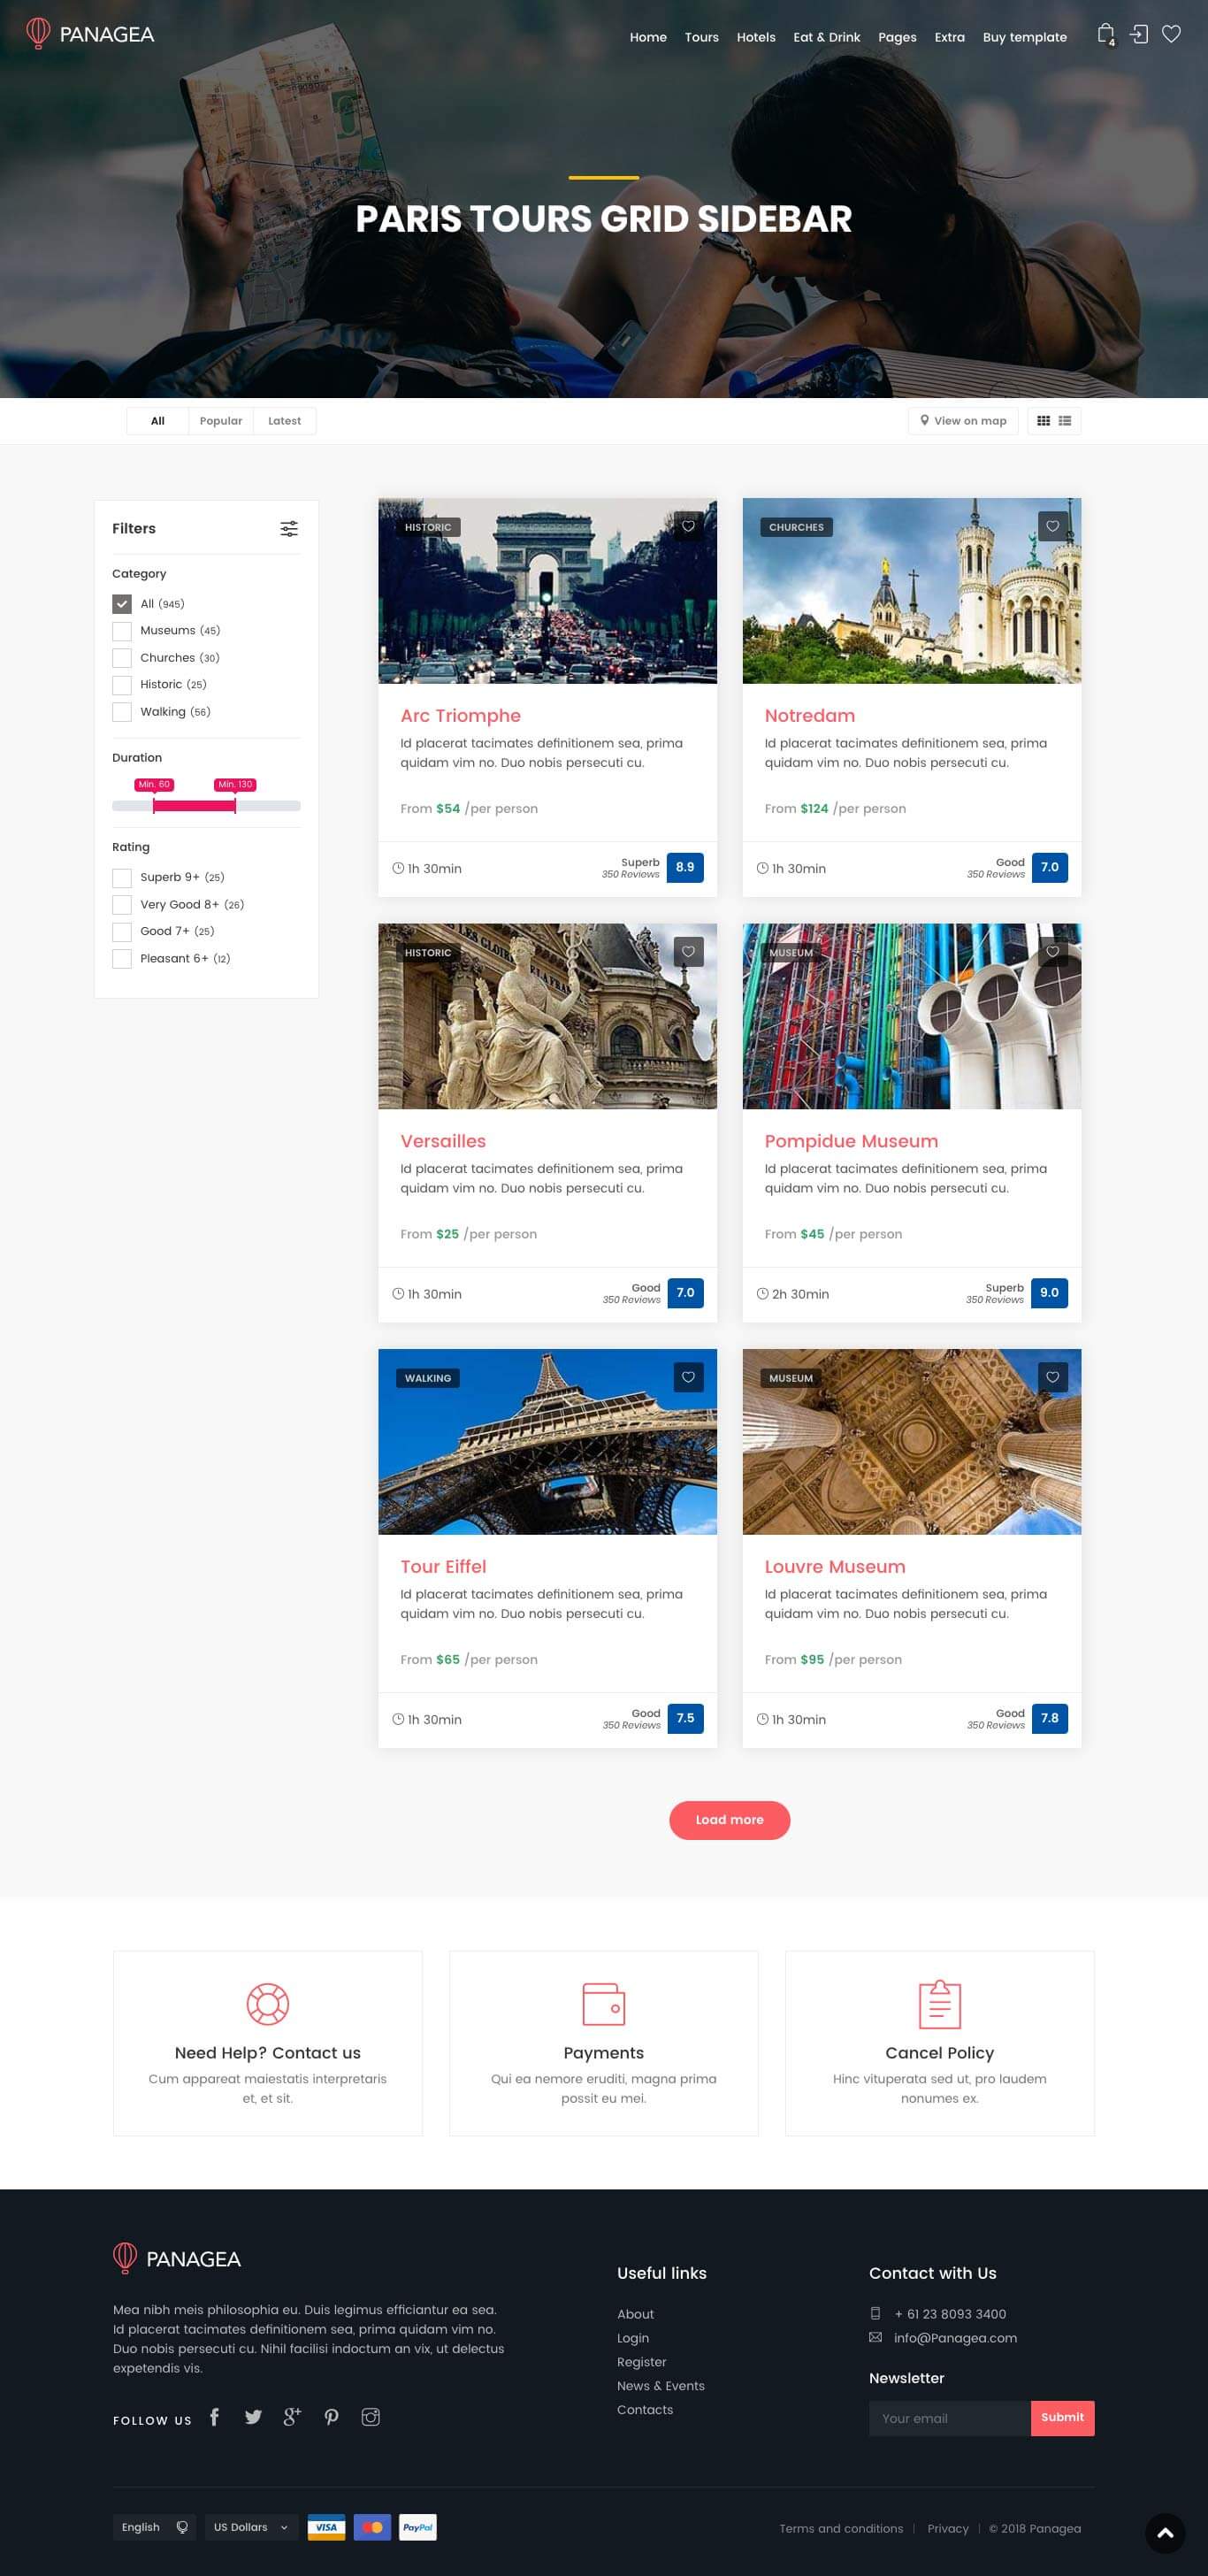 PANAGEA
Home Tours Hotels Eat & Drink Pages Extra Buy template 4
PARIS TOURS GRID SIDEBAR
All Popular Latest
View on map
Filters
Category
All (945)
Museums (45)
Churches (30)
Historic (25)
Walking (56)
Duration
Min. 60 Min. 130
Rating
Superb 9+ (25)
Very Good 8+ (26)
Good 7+ (25)
Pleasant 6+ (12)
HISTORIC
Arc Triomphe
Id placerat tacimates definitionem sea, prima
quidam vim no. Duo nobis persecuti cu.
From $54 /per person
1h 30min
Superb
350 Reviews
8.9
CHURCHES
Notredam
Id placerat tacimates definitionem sea, prima
quidam vim no. Duo nobis persecuti cu.
From $124 /per person
1h 30min
Good
350 Reviews
7.0
HISTORIC
Versailles
Id placerat tacimates definitionem sea, prima
quidam vim no. Duo nobis persecuti cu.
From $25 /per person
1h 30min
Good
350 Reviews
7.0
MUSEUM
Pompidue Museum
Id placerat tacimates definitionem sea, prima
quidam vim no. Duo nobis persecuti cu.
From $45 /per person
2h 30min
Superb
350 Reviews
9.0
WALKING
Tour Eiffel
Id placerat tacimates definitionem sea, prima
quidam vim no. Duo nobis persecuti cu.
From $65 /per person
1h 30min
Good
350 Reviews
7.5
MUSEUM
Louvre Museum
Id placerat tacimates definitionem sea, prima
quidam vim no. Duo nobis persecuti cu.
From $95 /per person
1h 30min
Good
350 Reviews
7.8
Load more
Need Help? Contact us
Cum appareat maiestatis interpretaris
et, et sit.
Payments
Qui ea nemore eruditi, magna prima
possit eu mei.
Cancel Policy
Hinc vituperata sed ut, pro laudem
nonumes ex.
PANAGEA
Mea nibh meis philosophia eu. Duis legimus efficiantur ea sea.
Id placerat tacimates definitionem sea, prima quidam vim no.
Duo nobis persecuti cu. Nihil facilisi indoctum an vix, ut delectus
expetendis vis.
FOLLOW US
Useful links
About
Login
Register
News & Events
Contacts
Contact with Us
+ 61 23 8093 3400
info@Panagea.com
Newsletter
Your email Submit
English US Dollars VISA PayPal
Terms and conditions | Privacy | © 2018 Panagea